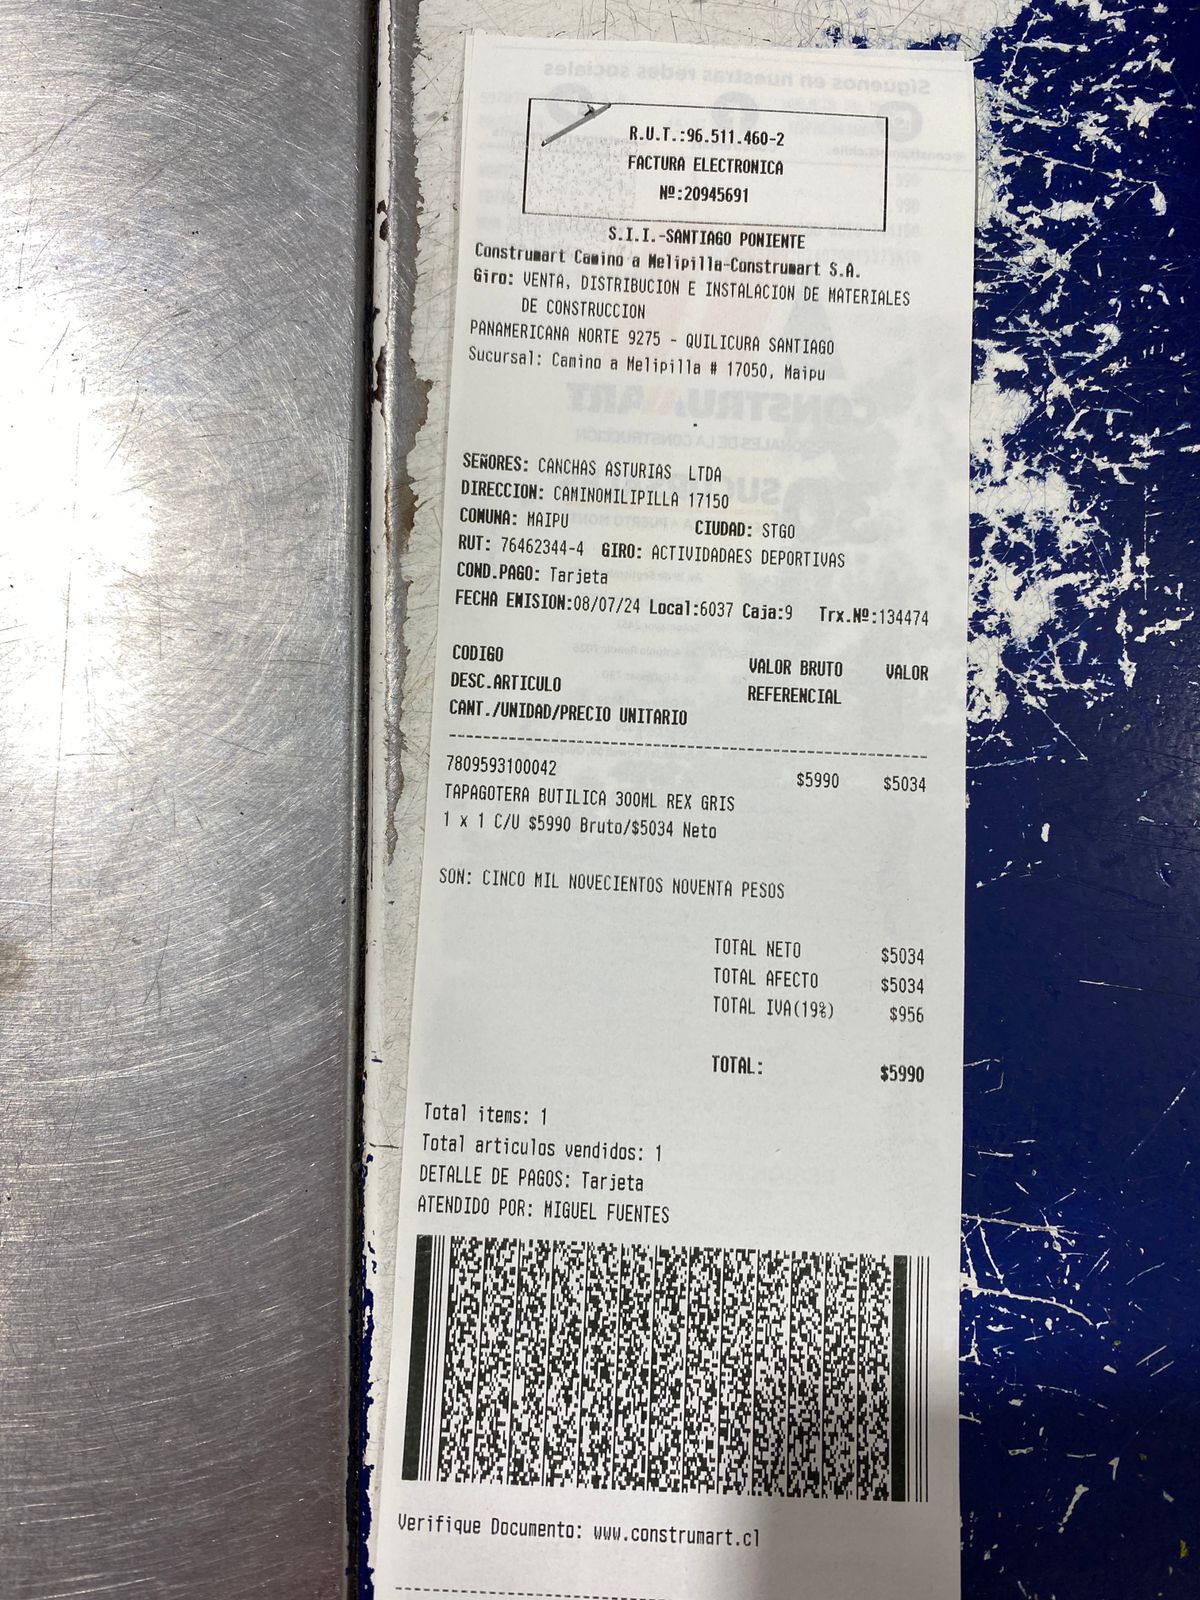 R.U.T.:96.511.460-2
FACTURA ELECTRONICA
Nº:20945691
S.I.I.-SANTIAGO PONIENTE
Construmart Camino a Melipilla-Construmart S.A.
Giro: VENTA, DISTRIBUCION E INSTALACION DE MATERIALES
DE CONSTRUCCION
PANAMERICANA NORTE 9275 - QUILICURA SANTIAGO
Sucursal: Camino a Melipilla # 17050, Maipu
SEÑORES: CANCHAS ASTURIAS LTDA
DIRECCION: CAMINOMILIPILLA 17150
COMUNA: MAIPU CIUDAD: STGO
RUT: 76462344-4 GIRO: ACTIVIDADAES DEPORTIVAS
COND.PAGO: Tarjeta
FECHA EMISION:08/07/24 Local:6037 Caja:9 Trx.Nº:134474
CODIGO VALOR BRUTO VALOR
DESC.ARTICULO REFERENCIAL
CANT./UNIDAD/PRECIO UNITARIO
7809593100042 $5990 $5034
TAPAGOTERA BUTILICA 300ML REX GRIS
1 x 1 C/U $5990 Bruto/$5034 Neto
SON: CINCO MIL NOVECIENTOS NOVENTA PESOS
TOTAL NETO $5034
TOTAL AFECTO $5034
TOTAL IVA(19%) $956
TOTAL: $5990
Total items: 1
Total articulos vendidos: 1
DETALLE DE PAGOS: Tarjeta
ATENDIDO POR: MIGUEL FUENTES
Verifique Documento: www.construmart.cl